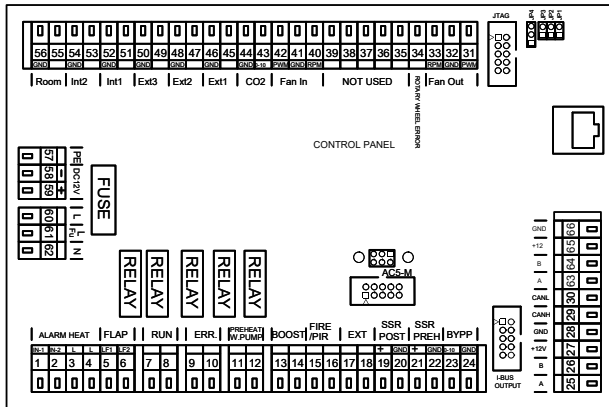 JTAG
JP4 JP3 JP2 JP1
56 55 54 53 52 51 50 49 48 47 46 45 44 43 42 41 40 39 38 37 36 35 34 33 32 31
GND GND GND GND GND GND GND 0-10 PWM GND RPM RPM GND PWM
Room Int2 Int1 Ext3 Ext2 Ext1 CO2 Fan In NOT USED ROTARY WHEEL ERROR Fan Out
CONTROL PANEL
57 PE
58 -
59 +
DC12V
FUSE
60 L
61 Fu L
62 N
RELAY RELAY RELAY RELAY RELAY
AC5-M
GND 66
+12 65
B 64
A 63
CANL 30
CANH 29
GND 28
+12V 27
B 26
A 25
ALARM HEAT FLAP RUN ERR. PREHEAT W.PUMP BOOST FIRE /PIR EXT SSR POST SSR PREH BYPP
IN-1 IN-2 L L LF1 LF2 + GND + GND 0-10 GND
1 2 3 4 5 6 7 8 9 10 11 12 13 14 15 16 17 18 19 20 21 22 23 24
I-BUS
OUTPUT